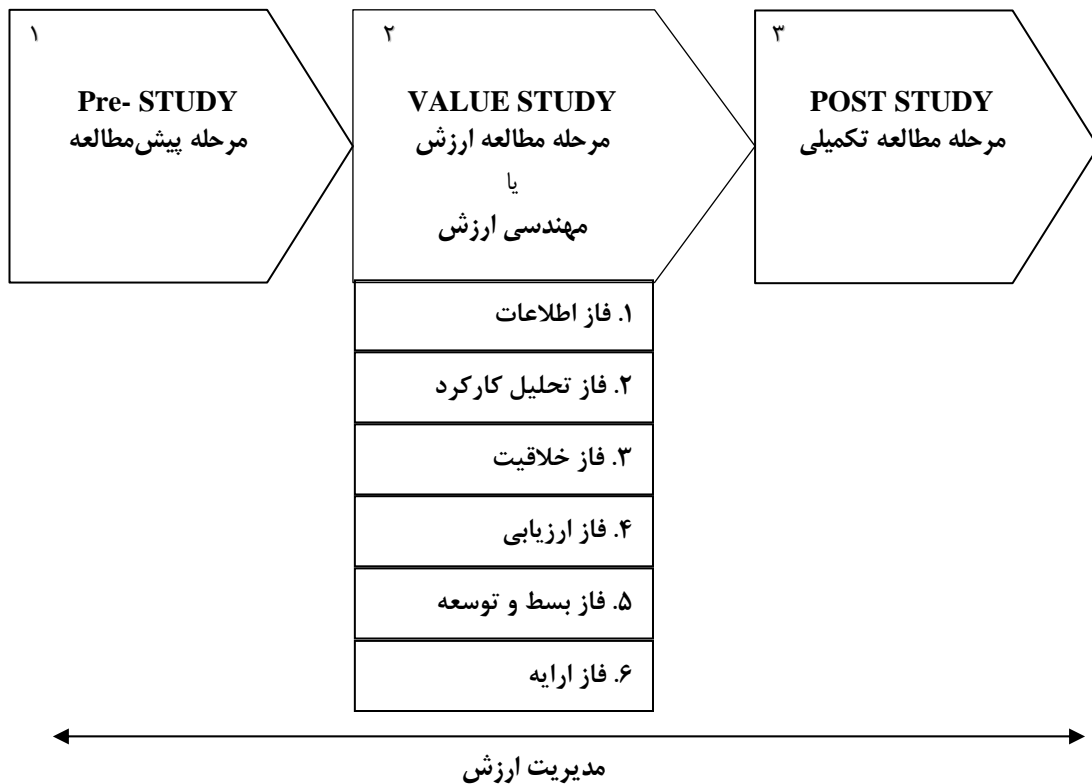 ۱
Pre- STUDY
مرحله پیش‌مطالعه
۲
VALUE STUDY
مرحله مطالعه ارزش
یا
مهندسی ارزش
۳
POST STUDY
مرحله مطالعه تکمیلی
۱. فاز اطلاعات
۲. فاز تحلیل کارکرد
۳. فاز خلاقیت
۴. فاز ارزیابی
۵. فاز بسط و توسعه
۶. فاز ارایه
مدیریت ارزش